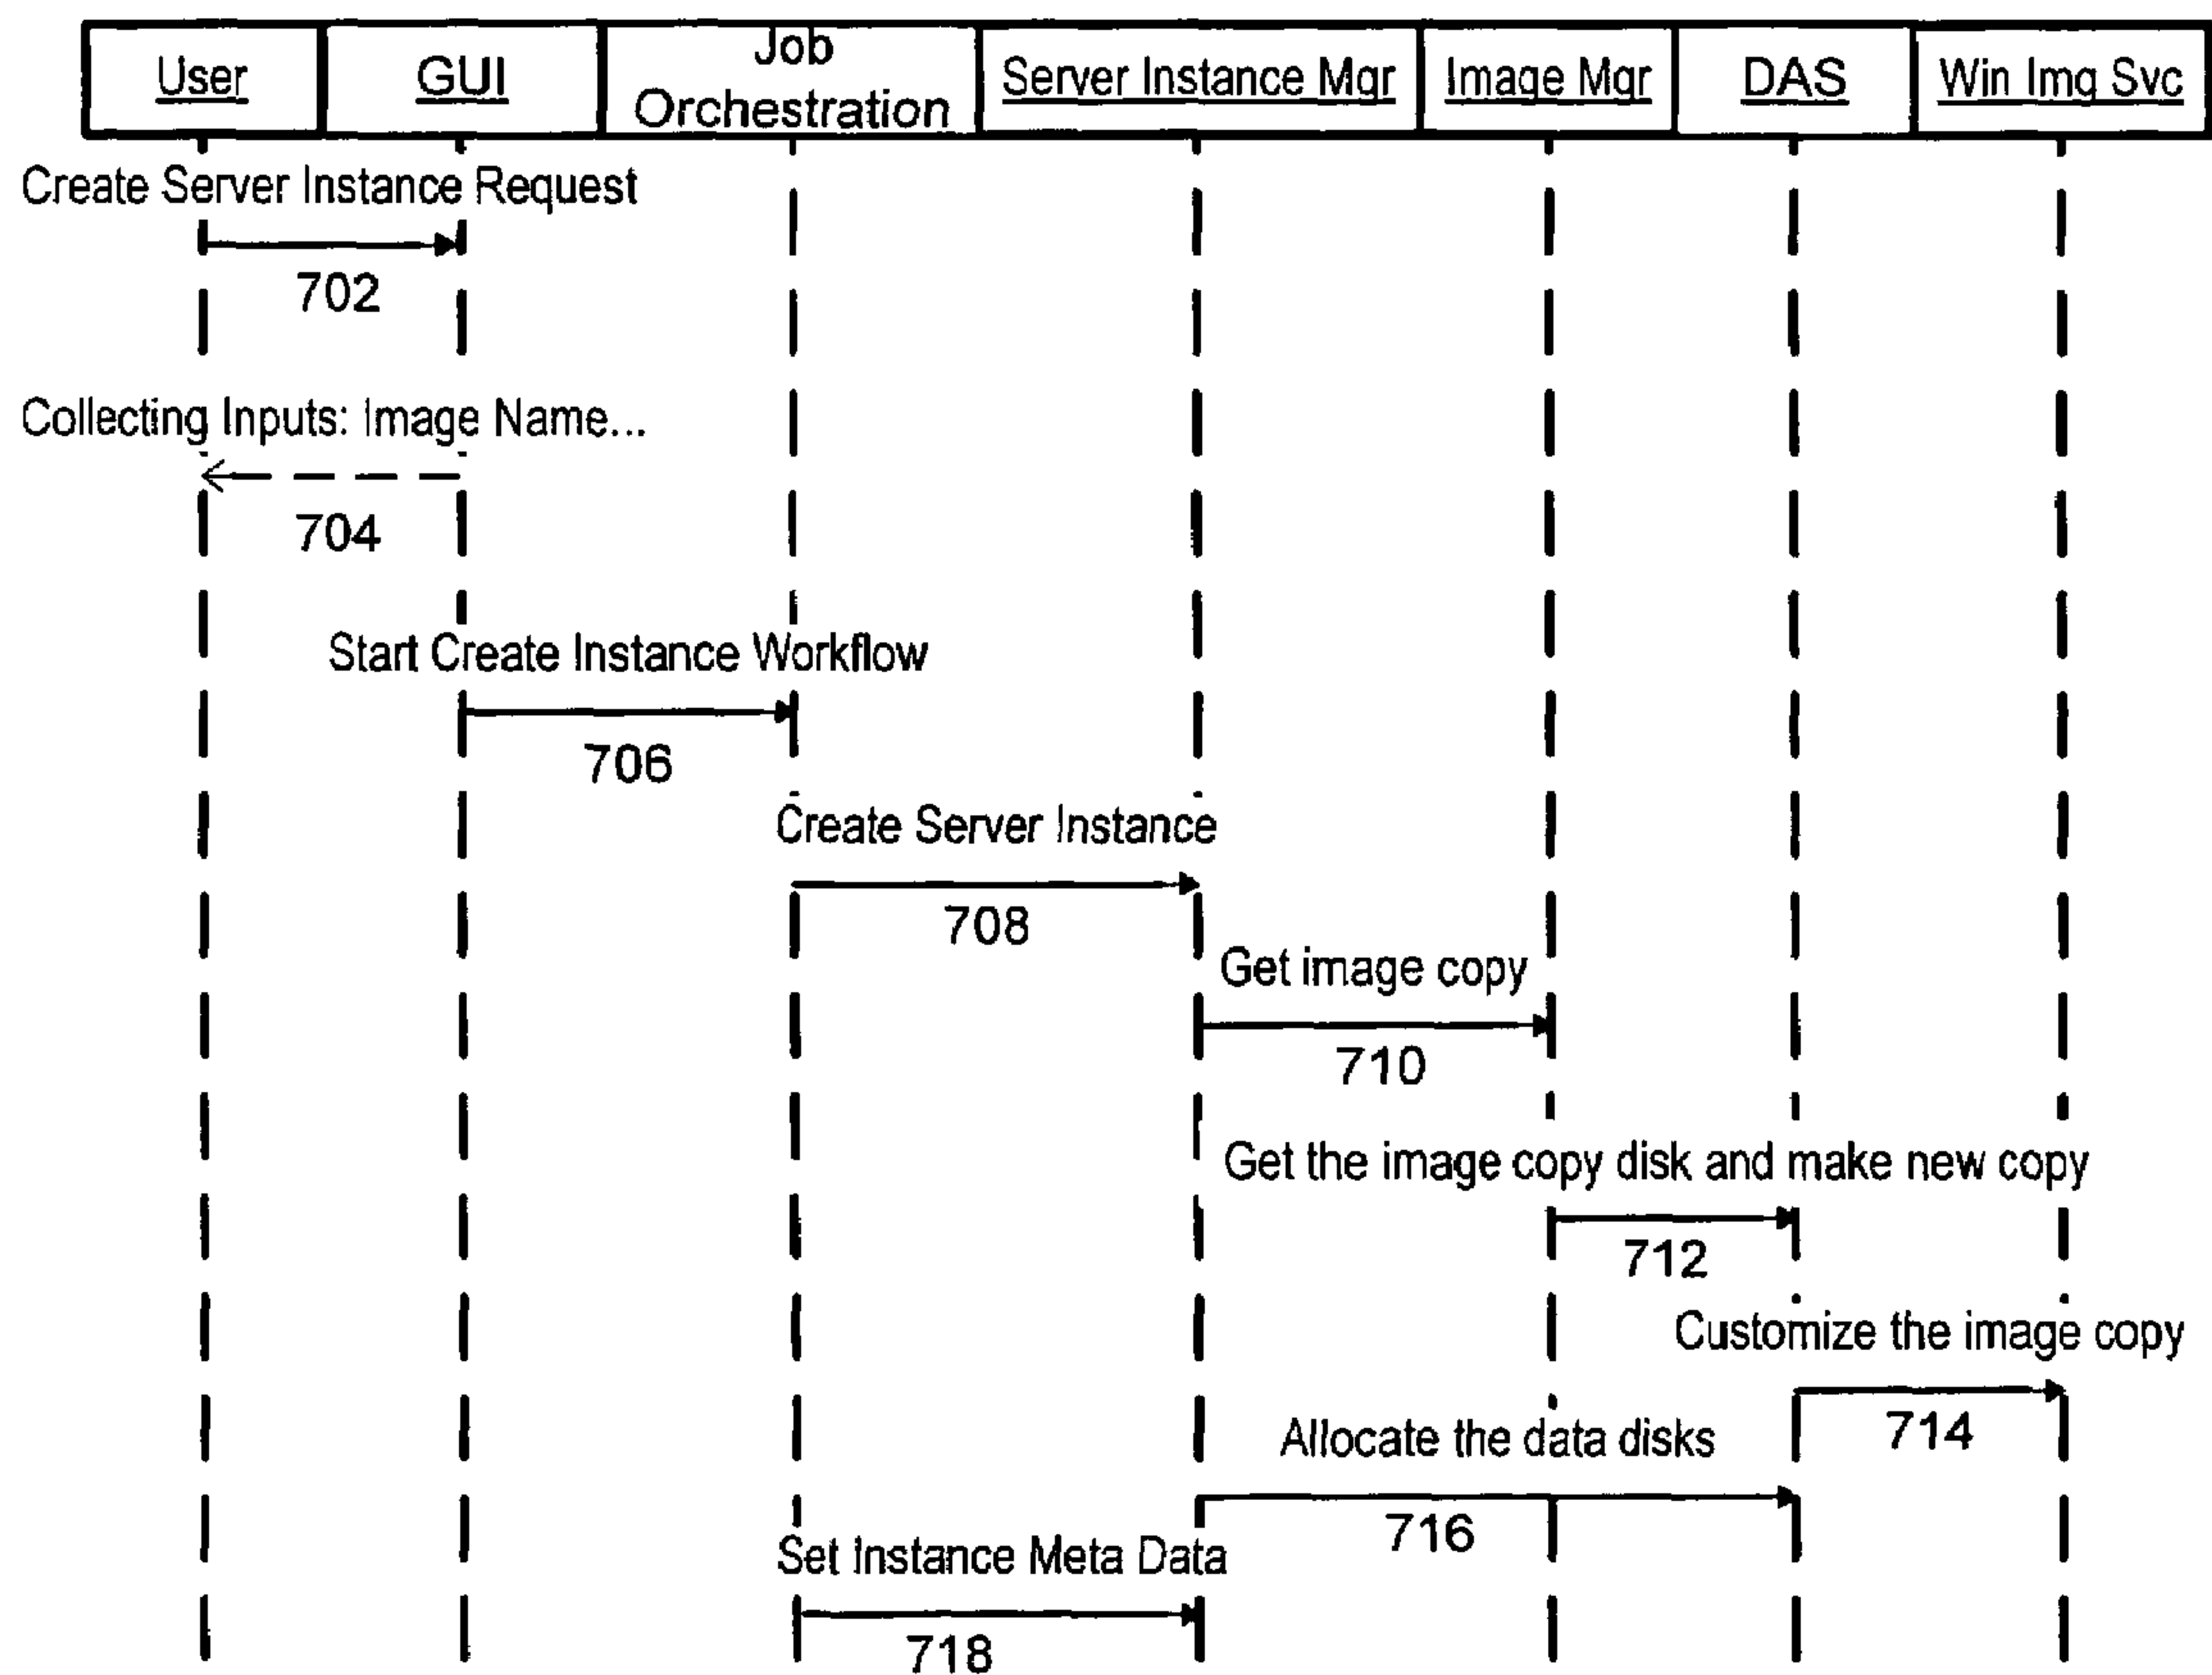 User GUI Job Orchestration Server Instance Mgr Image Mgr DAS Win Img Svc
Create Server Instance Request
702
Collecting Inputs: Image Name...
704
Start Create Instance Workflow
706
Create Server Instance
708
Get image copy
710
Get the image copy disk and make new copy
712
Customize the image copy
714
Allocate the data disks
716
Set Instance Meta Data
718